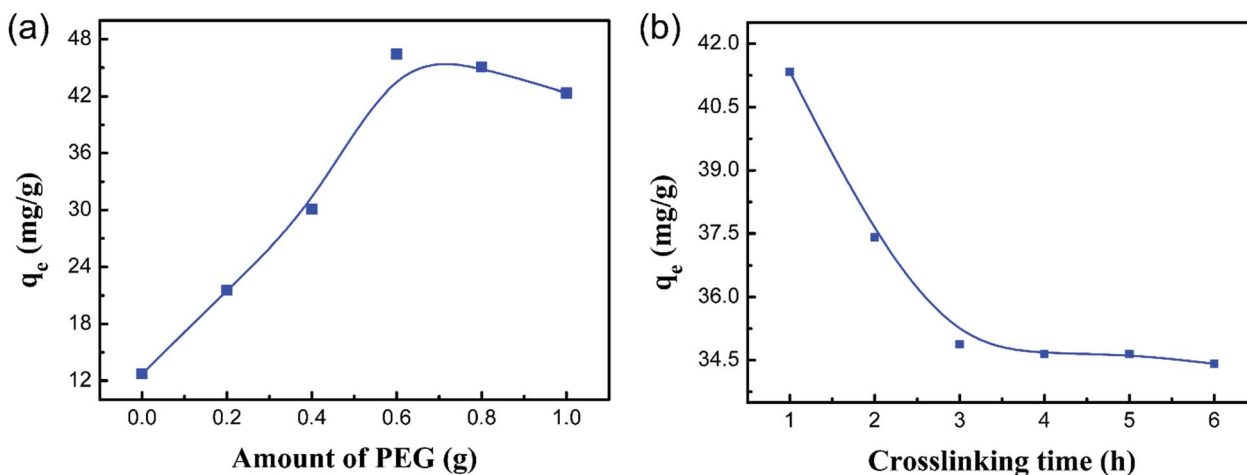 (a)
48
42
36
30
24
18
12
qe (mg/g)
0.0 0.2 0.4 0.6 0.8 1.0
Amount of PEG (g)
(b)
42.0
40.5
39.0
37.5
36.0
34.5
qe (mg/g)
1 2 3 4 5 6
Crosslinking time (h)